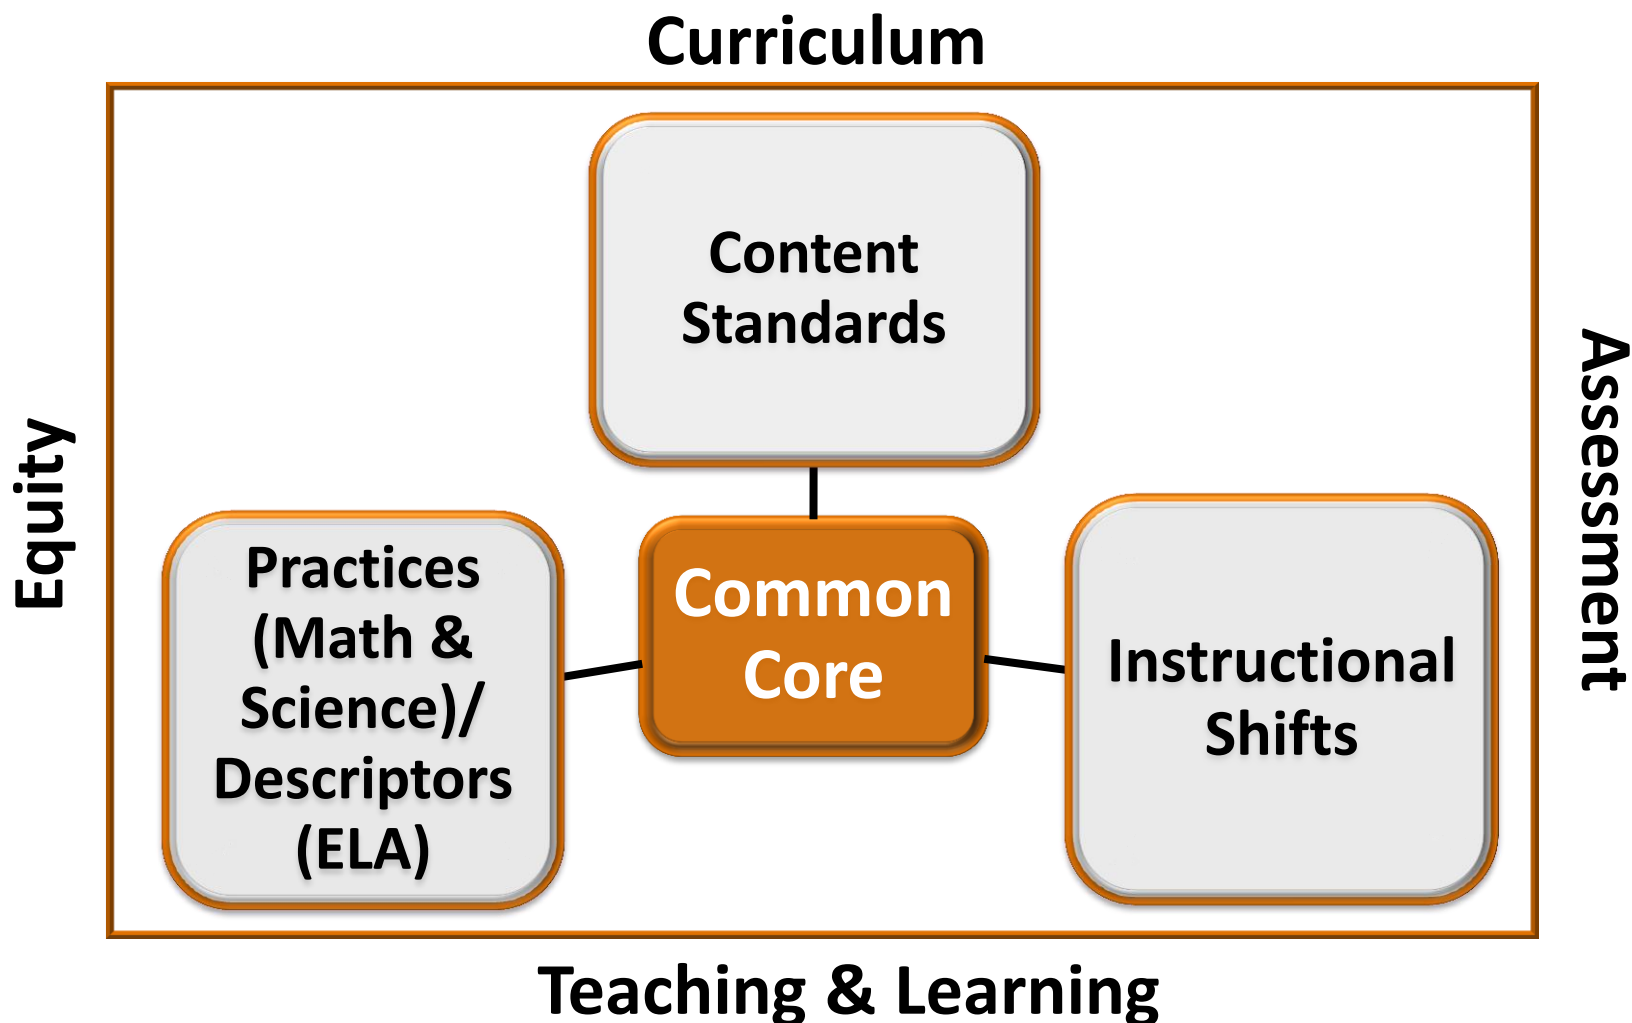 Curriculum
Content
Standards
Equity
Assessment
Practices
(Math &
Science)/
Descriptors
(ELA)
Common
Core
Instructional
Shifts
Teaching & Learning